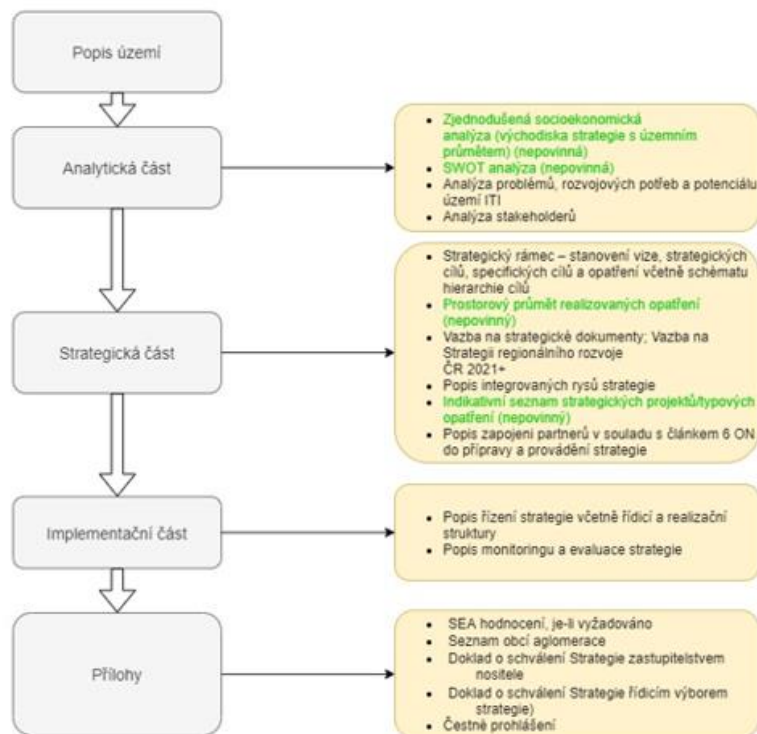 Popis území
Analytická část
Zjednodušená socioekonomická
analýza (východiska strategie s územním
průmětem) (nepovinná)
SWOT analýza (nepovinná)
Analýza problémů, rozvojových potřeb a potenciálu
území ITI
Analýza stakeholderů
Strategická část
Strategický rámec – stanovení vize, strategických
cílů, specifických cílů a opatření včetně schématu
hierarchie cílů
Prostorový průmět realizovaných opatření
(nepovinný)
Vazba na strategické dokumenty; Vazba na
Strategii regionálního rozvoje
ČR 2021+
Popis integrovaných rysů strategie
Indikativní seznam strategických projektů/typových
opatření (nepovinný)
Popis zapojeni partnerů v souladu s článkem 6 ON
do přípravy a provádění strategie
Implementační část
Popis řízení strategie včetně řídicí a realizační
struktury
Popis monitoringu a evaluace strategie
Přílohy
SEA hodnocení, je-li vyžadováno
Seznam obcí aglomerace
Doklad o schválení Strategie zastupitelstvem
nositele
Doklad o schválení Strategie řídicím výborem
strategie)
Čestné prohlášení